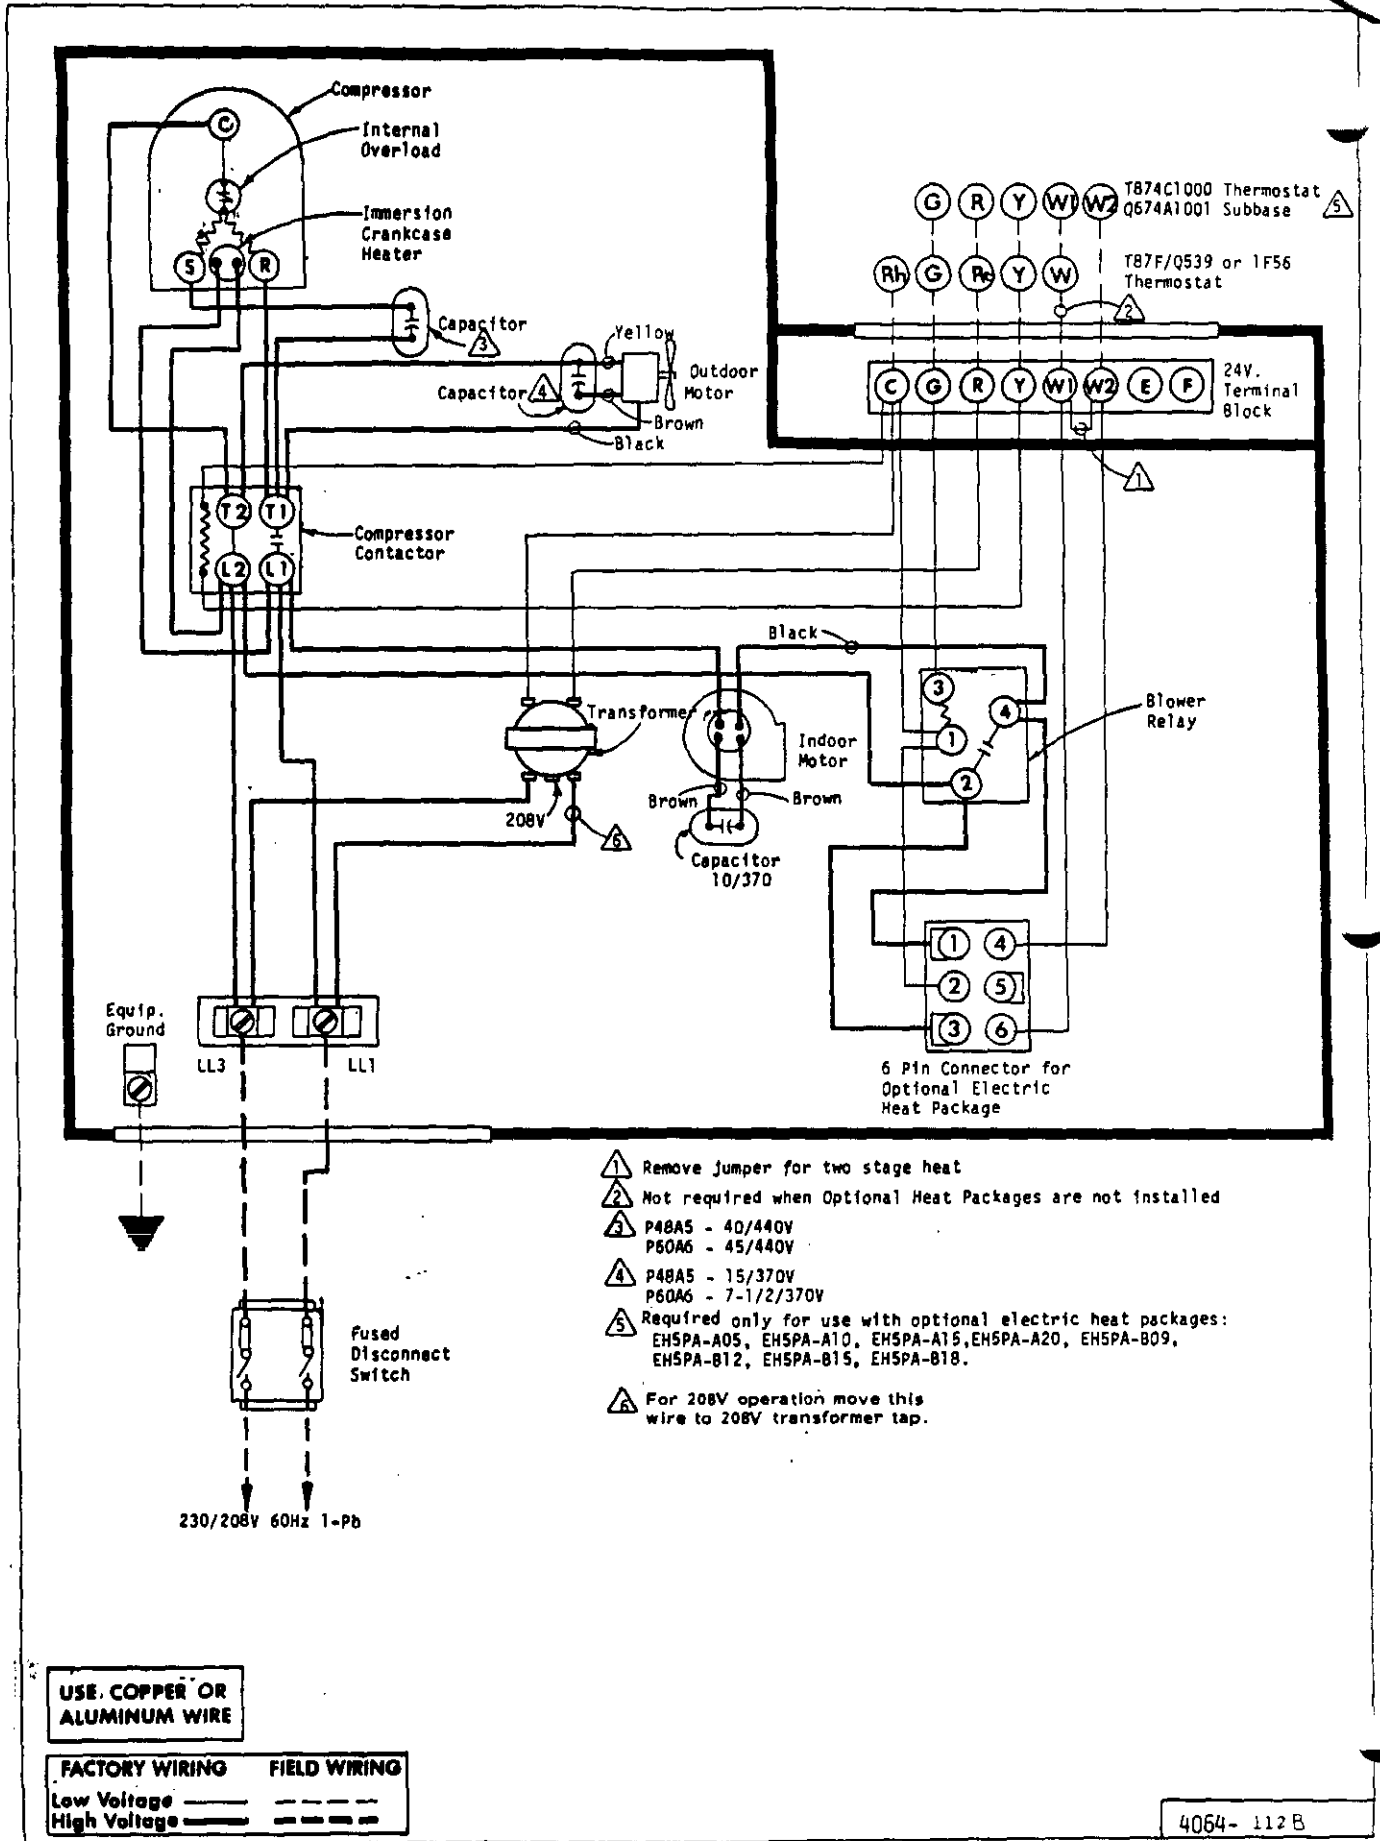 Compressor
C
Internal
Overload
Immersion
Crankcase
Heater
S
R
Capacitor
3
Yellow
Outdoor
Motor
Capacitor 4
Brown
Black
G R Y W1 W2
T874C1000 Thermostat
Q674A1001 Subbase
5
Rh G Rc Y W
T87F/Q539 or 1F56
Thermostat
2
C G R Y W1 W2 E F
24V.
Terminal
Block
1
T2 T1
L2 L1
Compressor
Contactor
Black
3
4
1
2
Blower
Relay
Transformer
Indoor
Motor
208V
6
Brown
Brown
Capacitor
10/370
1 4
2 5
3 6
6 Pin Connector for
Optional Electric
Heat Package
Equip.
Ground
LL3
LL1
1 Remove jumper for two stage heat
2 Not required when Optional Heat Packages are not installed
3 P48A5 - 40/440V
P60A6 - 45/440V
4 P48A5 - 15/370V
P60A6 - 7-1/2/370V
5 Required only for use with optional electric heat packages:
EH5PA-A05, EH5PA-A10, EH5PA-A15,EH5PA-A20, EH5PA-B09,
EH5PA-B12, EH5PA-B15, EH5PA-B18.
6 For 208V operation move this
wire to 208V transformer tap.
Fused
Disconnect
Switch
230/208V 60Hz 1-Ph
USE COPPER OR
ALUMINUM WIRE
FACTORY WIRING FIELD WIRING
Low Voltage
High Voltage
4064- 112B